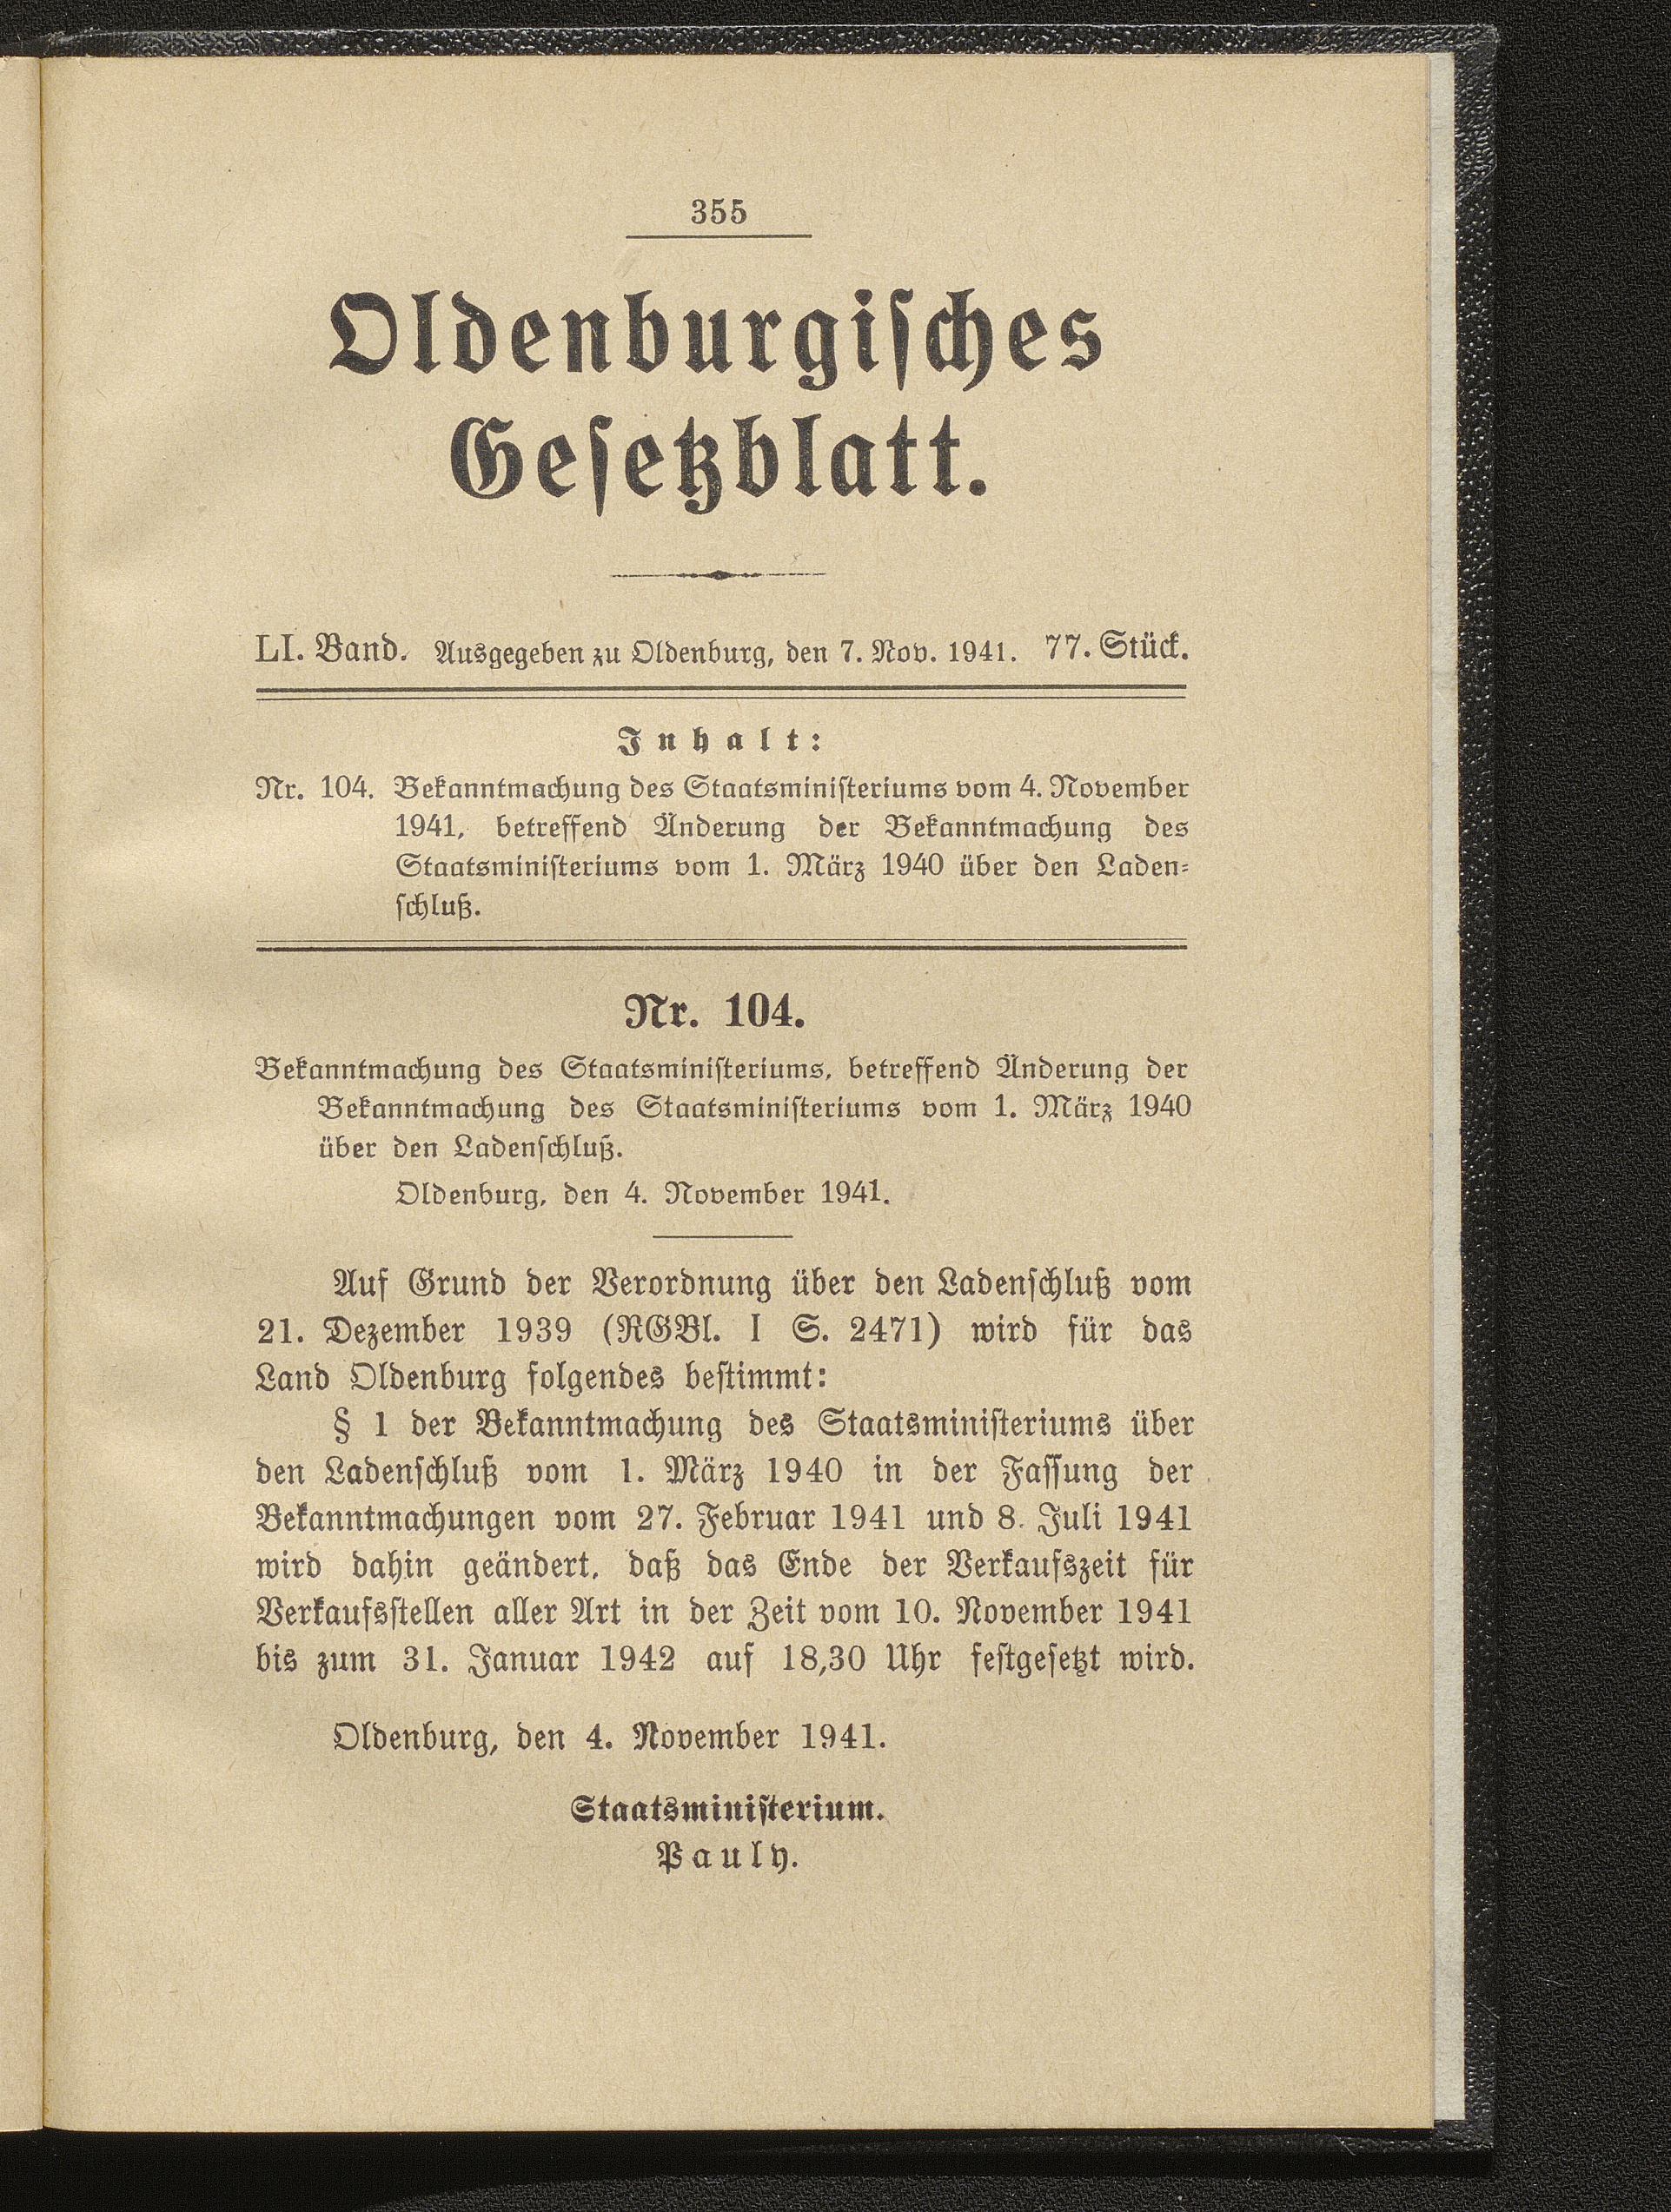 355
Oldenburgisches
Gesetzblatt.
LI. Band. Ausgegeben zu Oldenburg, den 7. Nov. 1941. 77. Stück.
Inhalt:
Nr. 104. Bekanntmachung des Staatsministeriums vom 4. November
1941, betreffend Änderung der Bekanntmachung des
Staatsministeriums vom 1. März 1940 über den Laden-
schluß.
Nr. 104.
Bekanntmachung des Staatsministeriums, betreffend Änderung der
Bekanntmachung des Staatsministeriums vom 1. März 1940
über den Ladenschluß.
Oldenburg, den 4. November 1941.
Auf Grund der Verordnung über den Ladenschluß vom
21. Dezember 1939 (RGBl. I S. 2471) wird für das
Land Oldenburg folgendes bestimmt:
§ 1 der Bekanntmachung des Staatsministeriums über
den Ladenschluß vom 1. März 1940 in der Fassung der
Bekanntmachungen vom 27. Februar 1941 und 8. Juli 1941
wird dahin geändert, daß das Ende der Verkaufszeit für
Verkaufsstellen aller Art in der Zeit vom 10. November 1941
bis zum 31. Januar 1942 auf 18,30 Uhr festgesetzt wird.
Oldenburg, den 4. November 1941.
Staatsministerium.
Pauly.